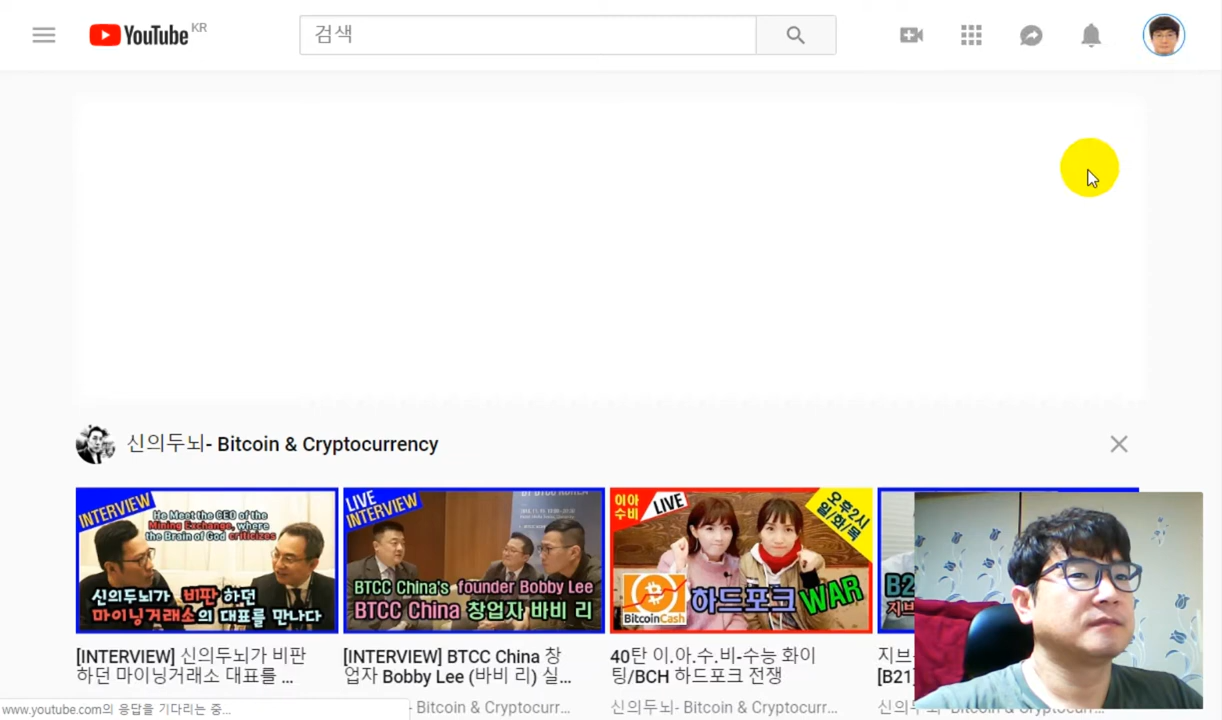 YouTube KR
검색
신의두뇌- Bitcoin & Cryptocurrency
INTERVIEW
He Meet the CEO of the
Mining Exchange, where
the Brain of God criticizes
신의두뇌가 비판 하던
마이닝거래소의 대표를 만나다
LIVE
INTERVIEW
BTCC China's founder Bobby Lee
BTCC China 창업자 바비 리
이아
수비
LIVE
오후2시
일/화/목
BitcoinCash
하드포크 WAR
[INTERVIEW] 신의두뇌가 비판
하던 마이닝거래소 대표를 ...
[INTERVIEW] BTCC China 창
업자 Bobby Lee (바비 리) 실...
40탄 이.아.수.비-수능 화이
팅/BCH 하드포크 전쟁
지브
[B21]
www.youtube.com의 응답을 기다리는 중...
- Bitcoin & Cryptocurr...
신의두뇌- Bitcoin & Cryptocurr...